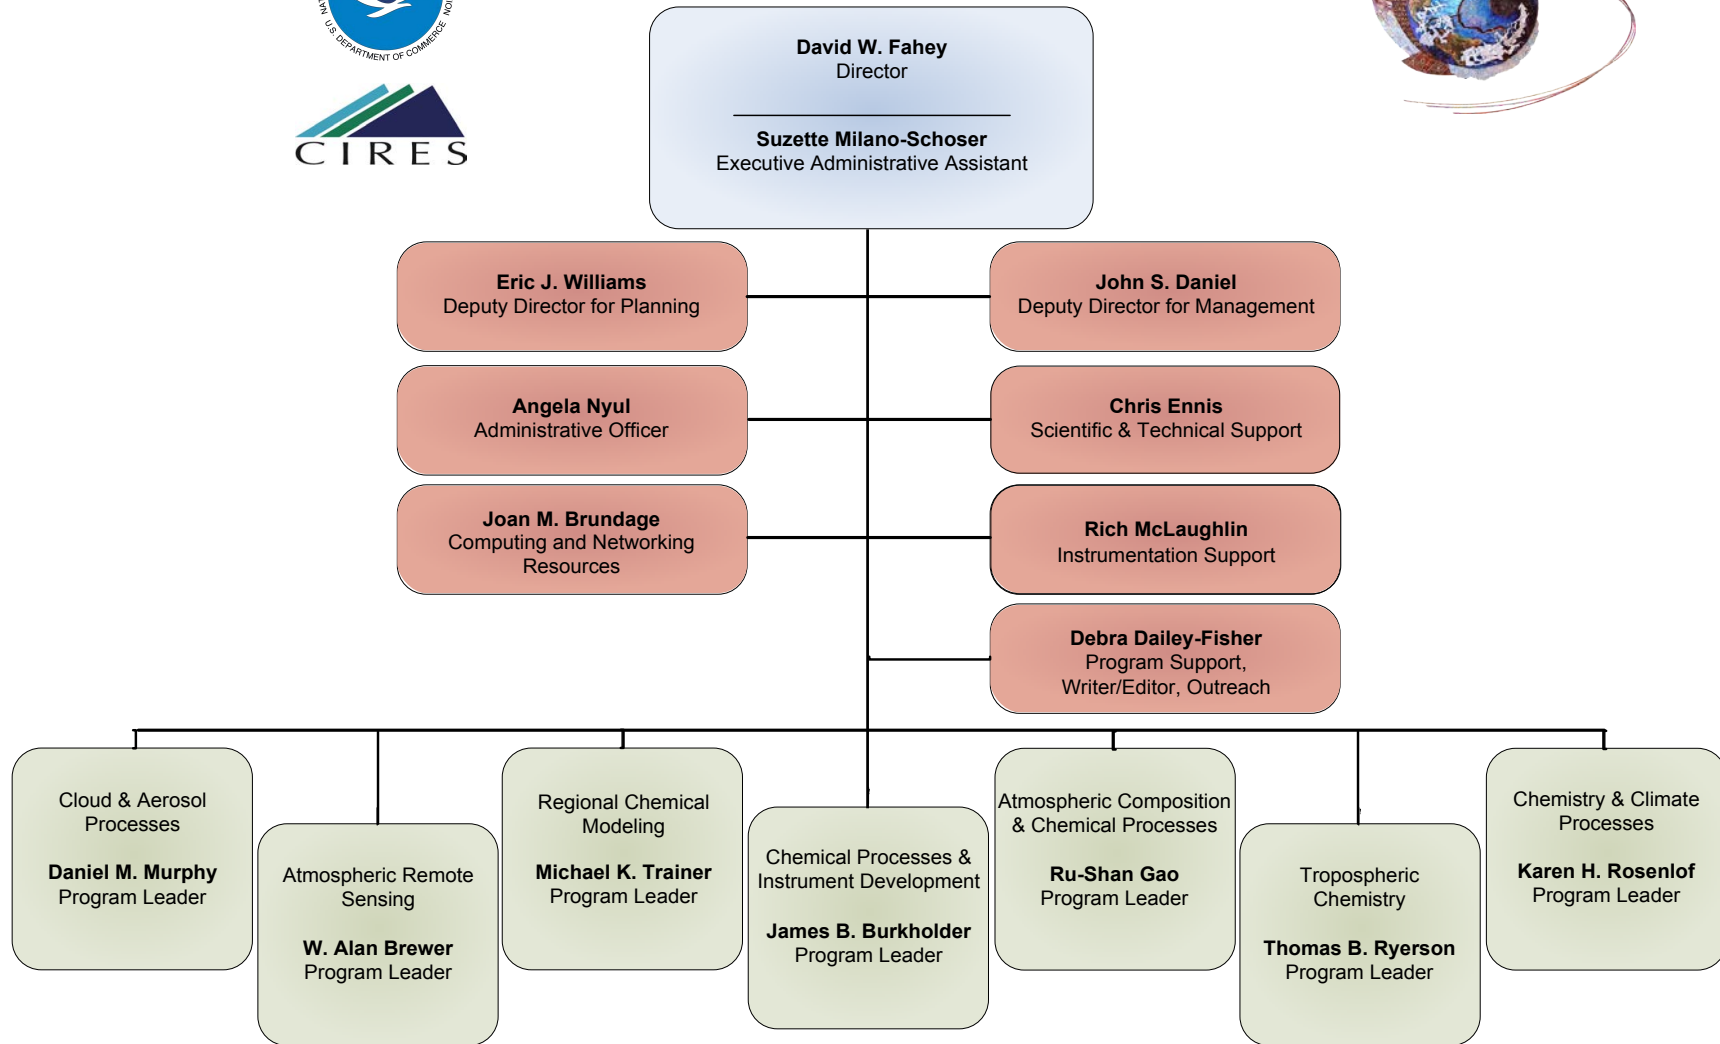 U.S. DEPARTMENT OF COMMERCE
CIRES
David W. Fahey
Director
Suzette Milano-Schoser
Executive Administrative Assistant
Eric J. Williams
Deputy Director for Planning
John S. Daniel
Deputy Director for Management
Angela Nyul
Administrative Officer
Chris Ennis
Scientific & Technical Support
Joan M. Brundage
Computing and Networking
Resources
Rich McLaughlin
Instrumentation Support
Debra Dailey-Fisher
Program Support,
Writer/Editor, Outreach
Cloud & Aerosol
Processes
Daniel M. Murphy
Program Leader
Atmospheric Remote
Sensing
W. Alan Brewer
Program Leader
Regional Chemical
Modeling
Michael K. Trainer
Program Leader
Chemical Processes &
Instrument Development
James B. Burkholder
Program Leader
Atmospheric Composition
& Chemical Processes
Ru-Shan Gao
Program Leader
Tropospheric
Chemistry
Thomas B. Ryerson
Program Leader
Chemistry & Climate
Processes
Karen H. Rosenlof
Program Leader